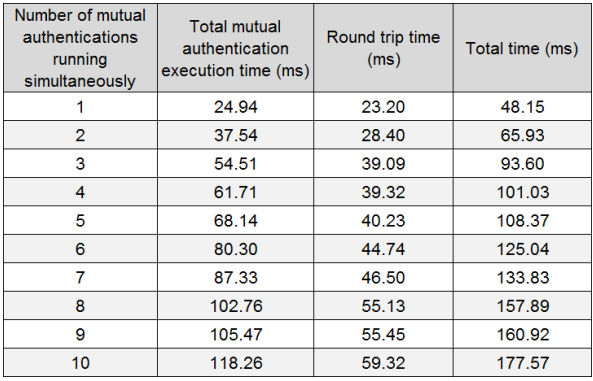 Number of mutual authentications running simultaneously Total mutual authentication execution time (ms) Round trip time (ms) Total time (ms)
1 24.94 23.20 48.15
2 37.54 28.40 65.93
3 54.51 39.09 93.60
4 61.71 39.32 101.03
5 68.14 40.23 108.37
6 80.30 44.74 125.04
7 87.33 46.50 133.83
8 102.76 55.13 157.89
9 105.47 55.45 160.92
10 118.26 59.32 177.57